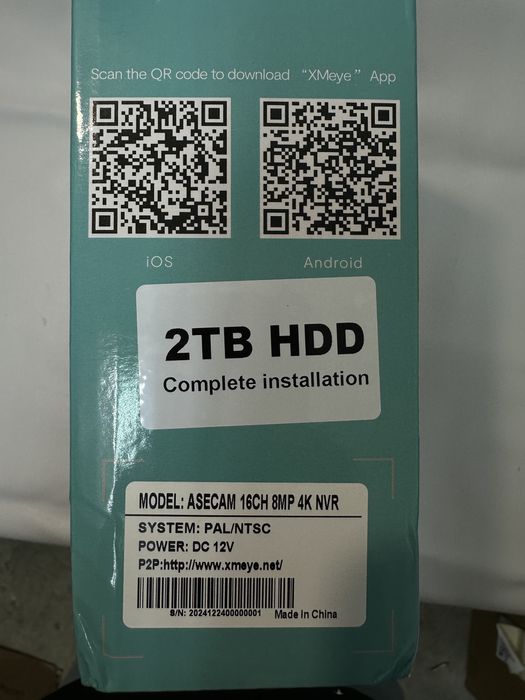 Scan the QR code to download “XMeye” App
iOS
Android
2TB HDD
Complete installation
MODEL: ASECAM 16CH 8MP 4K NVR
SYSTEM: PAL/NTSC
POWER: DC 12V
P2P:http://www.xmeye.net/
S/N: 2024122400000001
Made in China